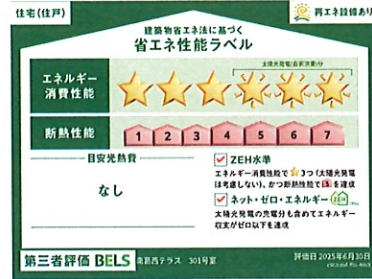 住宅(住戸)
再エネ設備あり
建築物省エネ法に基づく
省エネ性能ラベル
太陽光発電(自家消費)分
エネルギー
消費性能
断熱性能
1 2 3 4 5 6 7
目安光熱費
なし
ZEH水準
エネルギー消費性能で★3つ(太陽光発電
は考慮しない)、かつ断熱性能で5を達成
ネット・ゼロ・エネルギー
太陽光発電の売電分も含めてエネルギー
収支がゼロ以下を達成
第三者評価 BELS
南葛西テラス 301号室
評価日 2025年6月30日